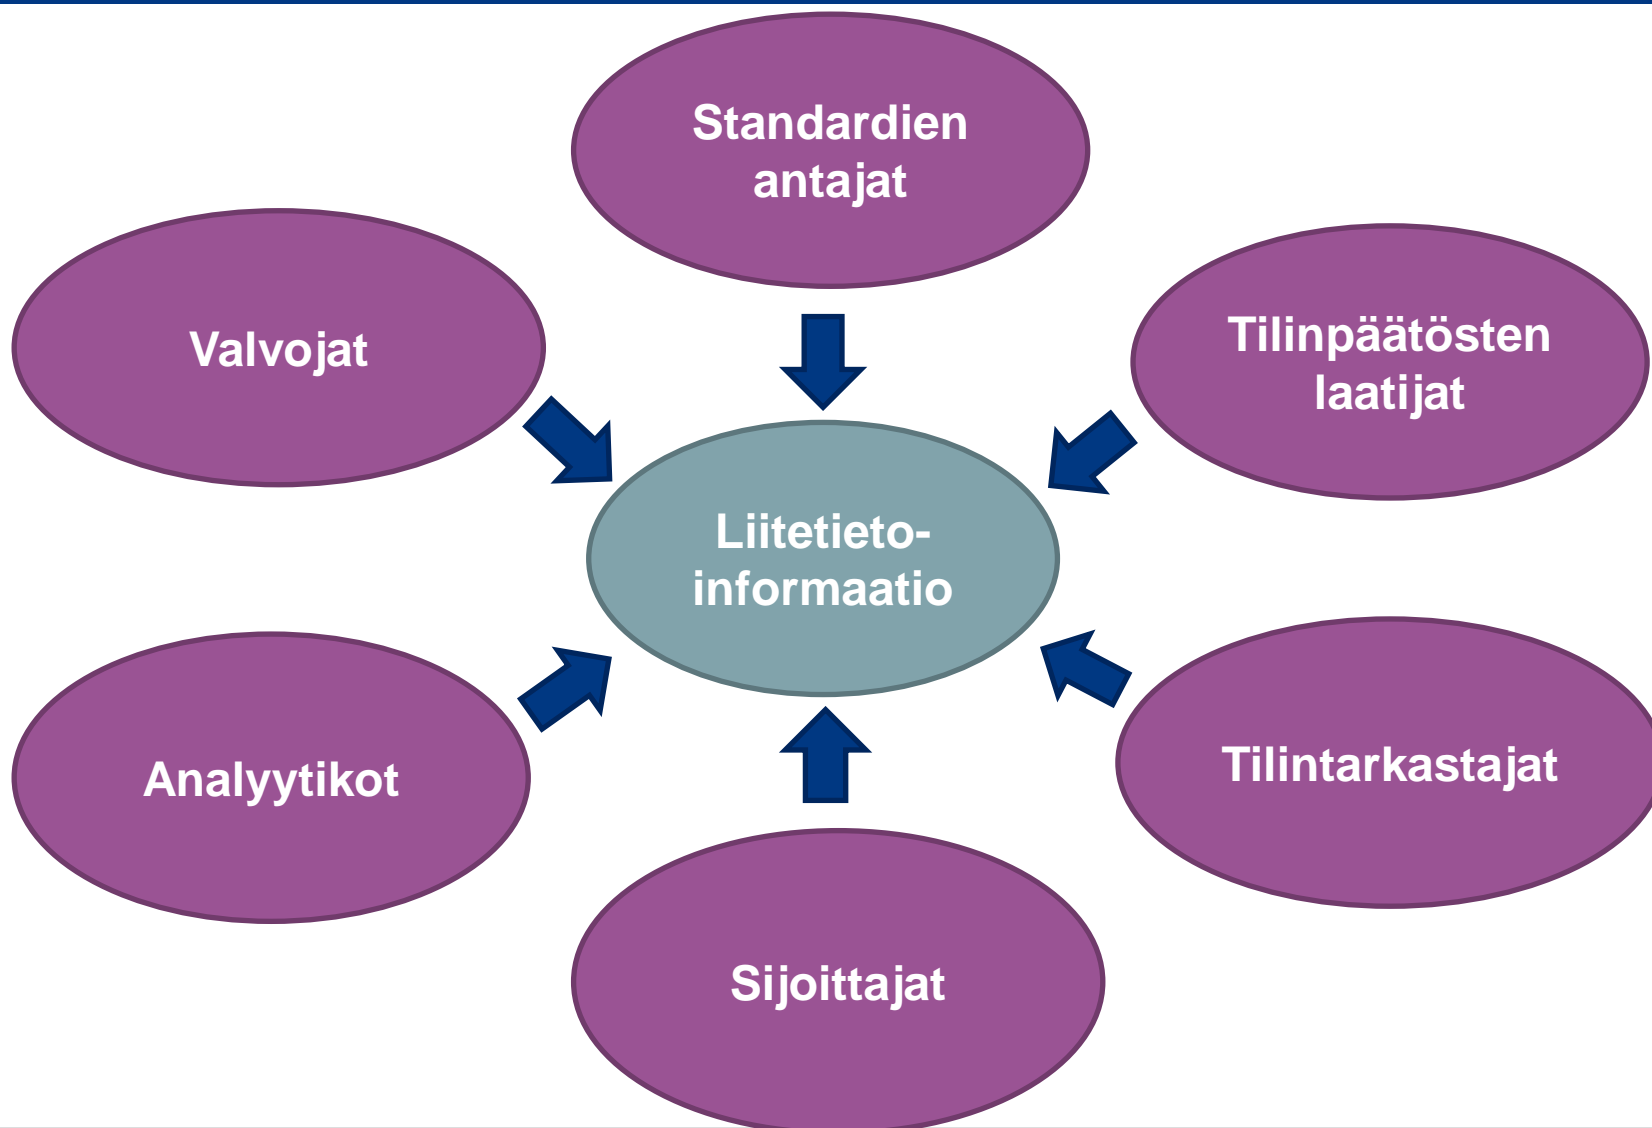 Standardien
antajat
Valvojat
Tilinpäätösten
laatijat
Liitetieto-
informaatio
Analyytikot
Tilintarkastajat
Sijoittajat